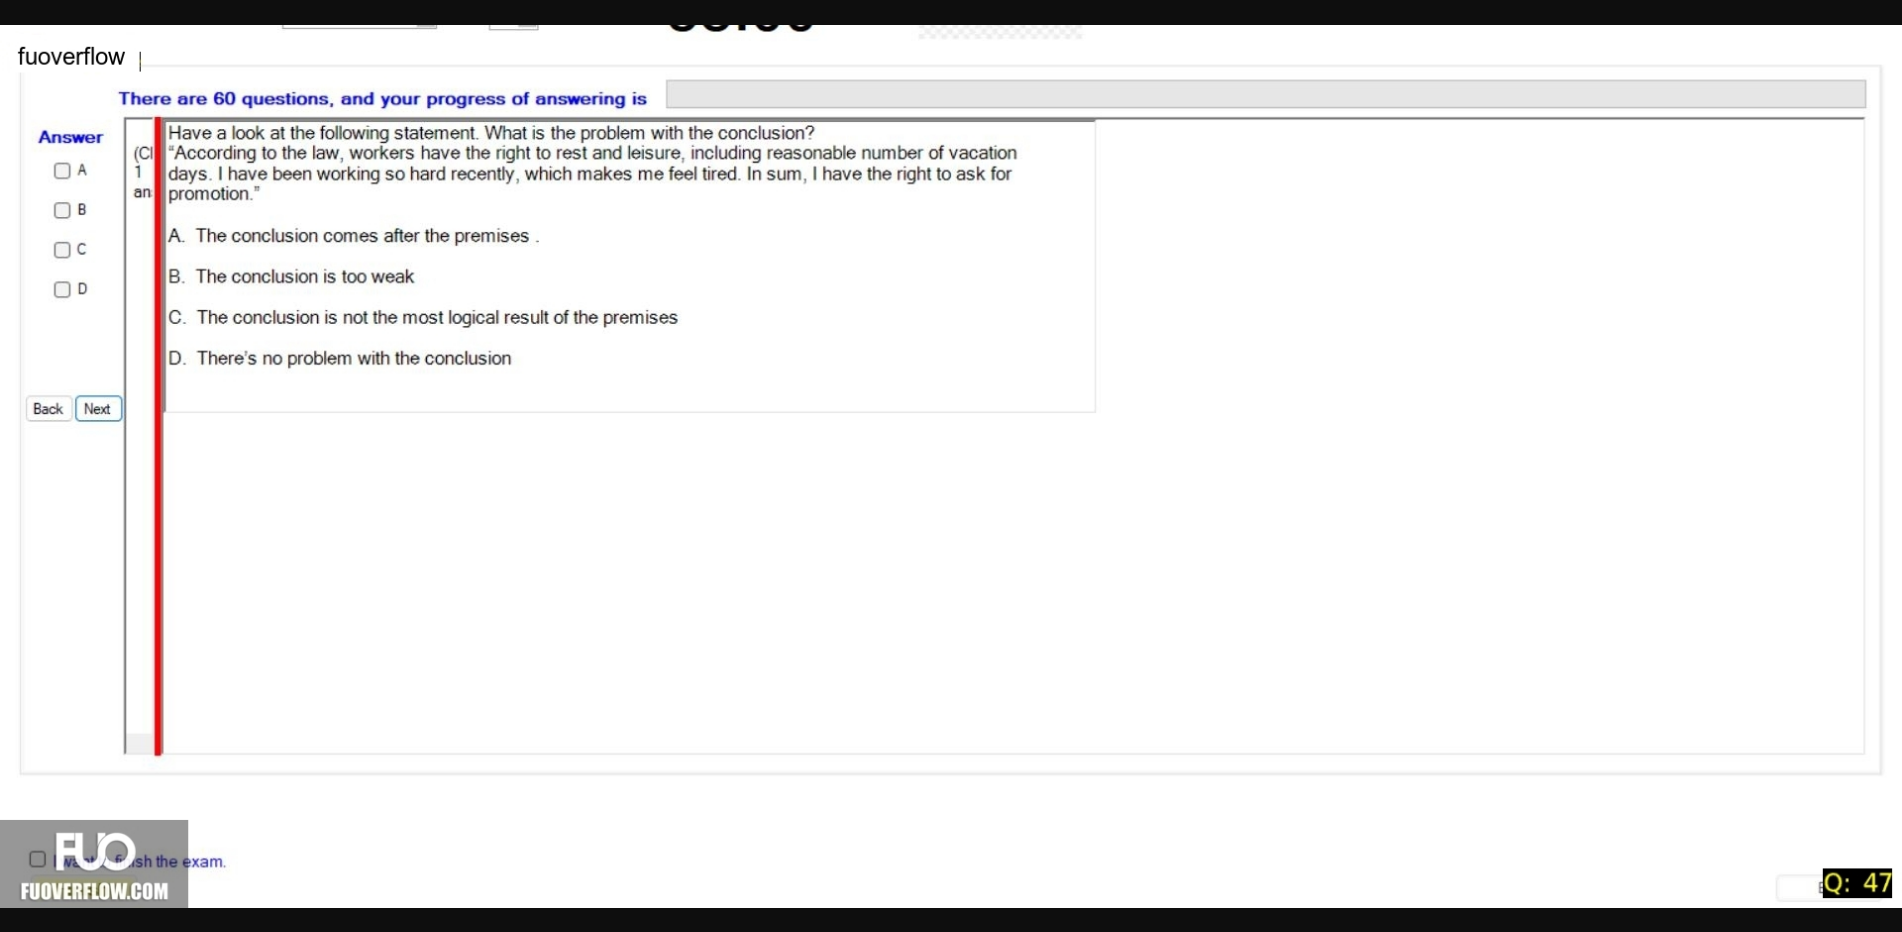 fuoverflow
There are 60 questions, and your progress of answering is
Answer
A
B
C
D
(Cl
1
an
Have a look at the following statement. What is the problem with the conclusion?
“According to the law, workers have the right to rest and leisure, including reasonable number of vacation
days. I have been working so hard recently, which makes me feel tired. In sum, I have the right to ask for
promotion.”
A. The conclusion comes after the premises .
B. The conclusion is too weak
C. The conclusion is not the most logical result of the premises
D. There's no problem with the conclusion
Back Next
FUO
the exam.
FUOVERFLOW.COM
Q: 47